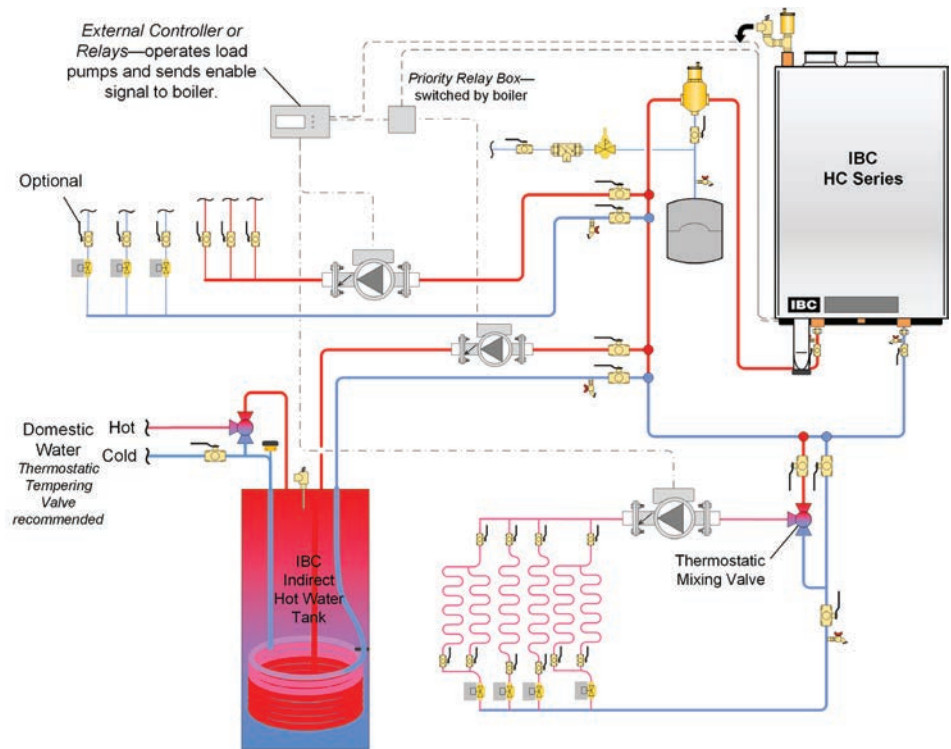 External Controller or
Relays—operates load
pumps and sends enable
signal to boiler.
Priority Relay Box—
switched by boiler
IBC
HC Series
Optional
IBC
Domestic
Water
Thermostatic
Tempering
Valve
recommended
Hot
Cold
IBC
Indirect
Hot Water
Tank
Thermostatic
Mixing Valve